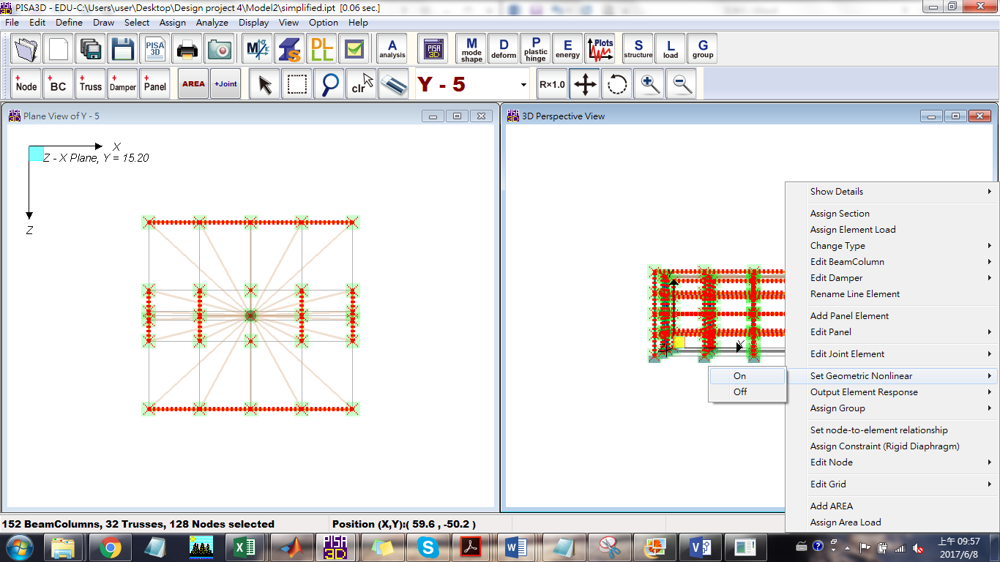 PISA3D - EDU-C:\Users\user\Desktop\Design project 4\Model2\simplified.ipt [0.06 sec.]
File Edit Define Draw Select Assign Analyze Display View Option Help
PISA 3D
DL LL
A analysis
PISA 3D
M mode shape
D deform
P plastic hinge
E energy
Plots
S structure
L load
G group
+ Node
+ BC
+ Truss
+ Damper
+ Panel
AREA
+Joint
clr
Y - 5
R×1.0
Plane View of Y - 5
3D Perspective View
X
Z - X Plane, Y = 15.20
Z
Y
X
Z
Show Details
Assign Section
Assign Element Load
Change Type
Edit BeamColumn
Edit Damper
Rename Line Element
Add Panel Element
Edit Panel
Edit Joint Element
Set Geometric Nonlinear
On
Off
Output Element Response
Assign Group
Set node-to-element relationship
Assign Constraint (Rigid Diaphragm)
Edit Node
Edit Grid
Add AREA
Assign Area Load
152 BeamColumns, 32 Trusses, 128 Nodes selected
Position (X,Y):( 59.6 , -50.2 )
上午 09:57
2017/6/8